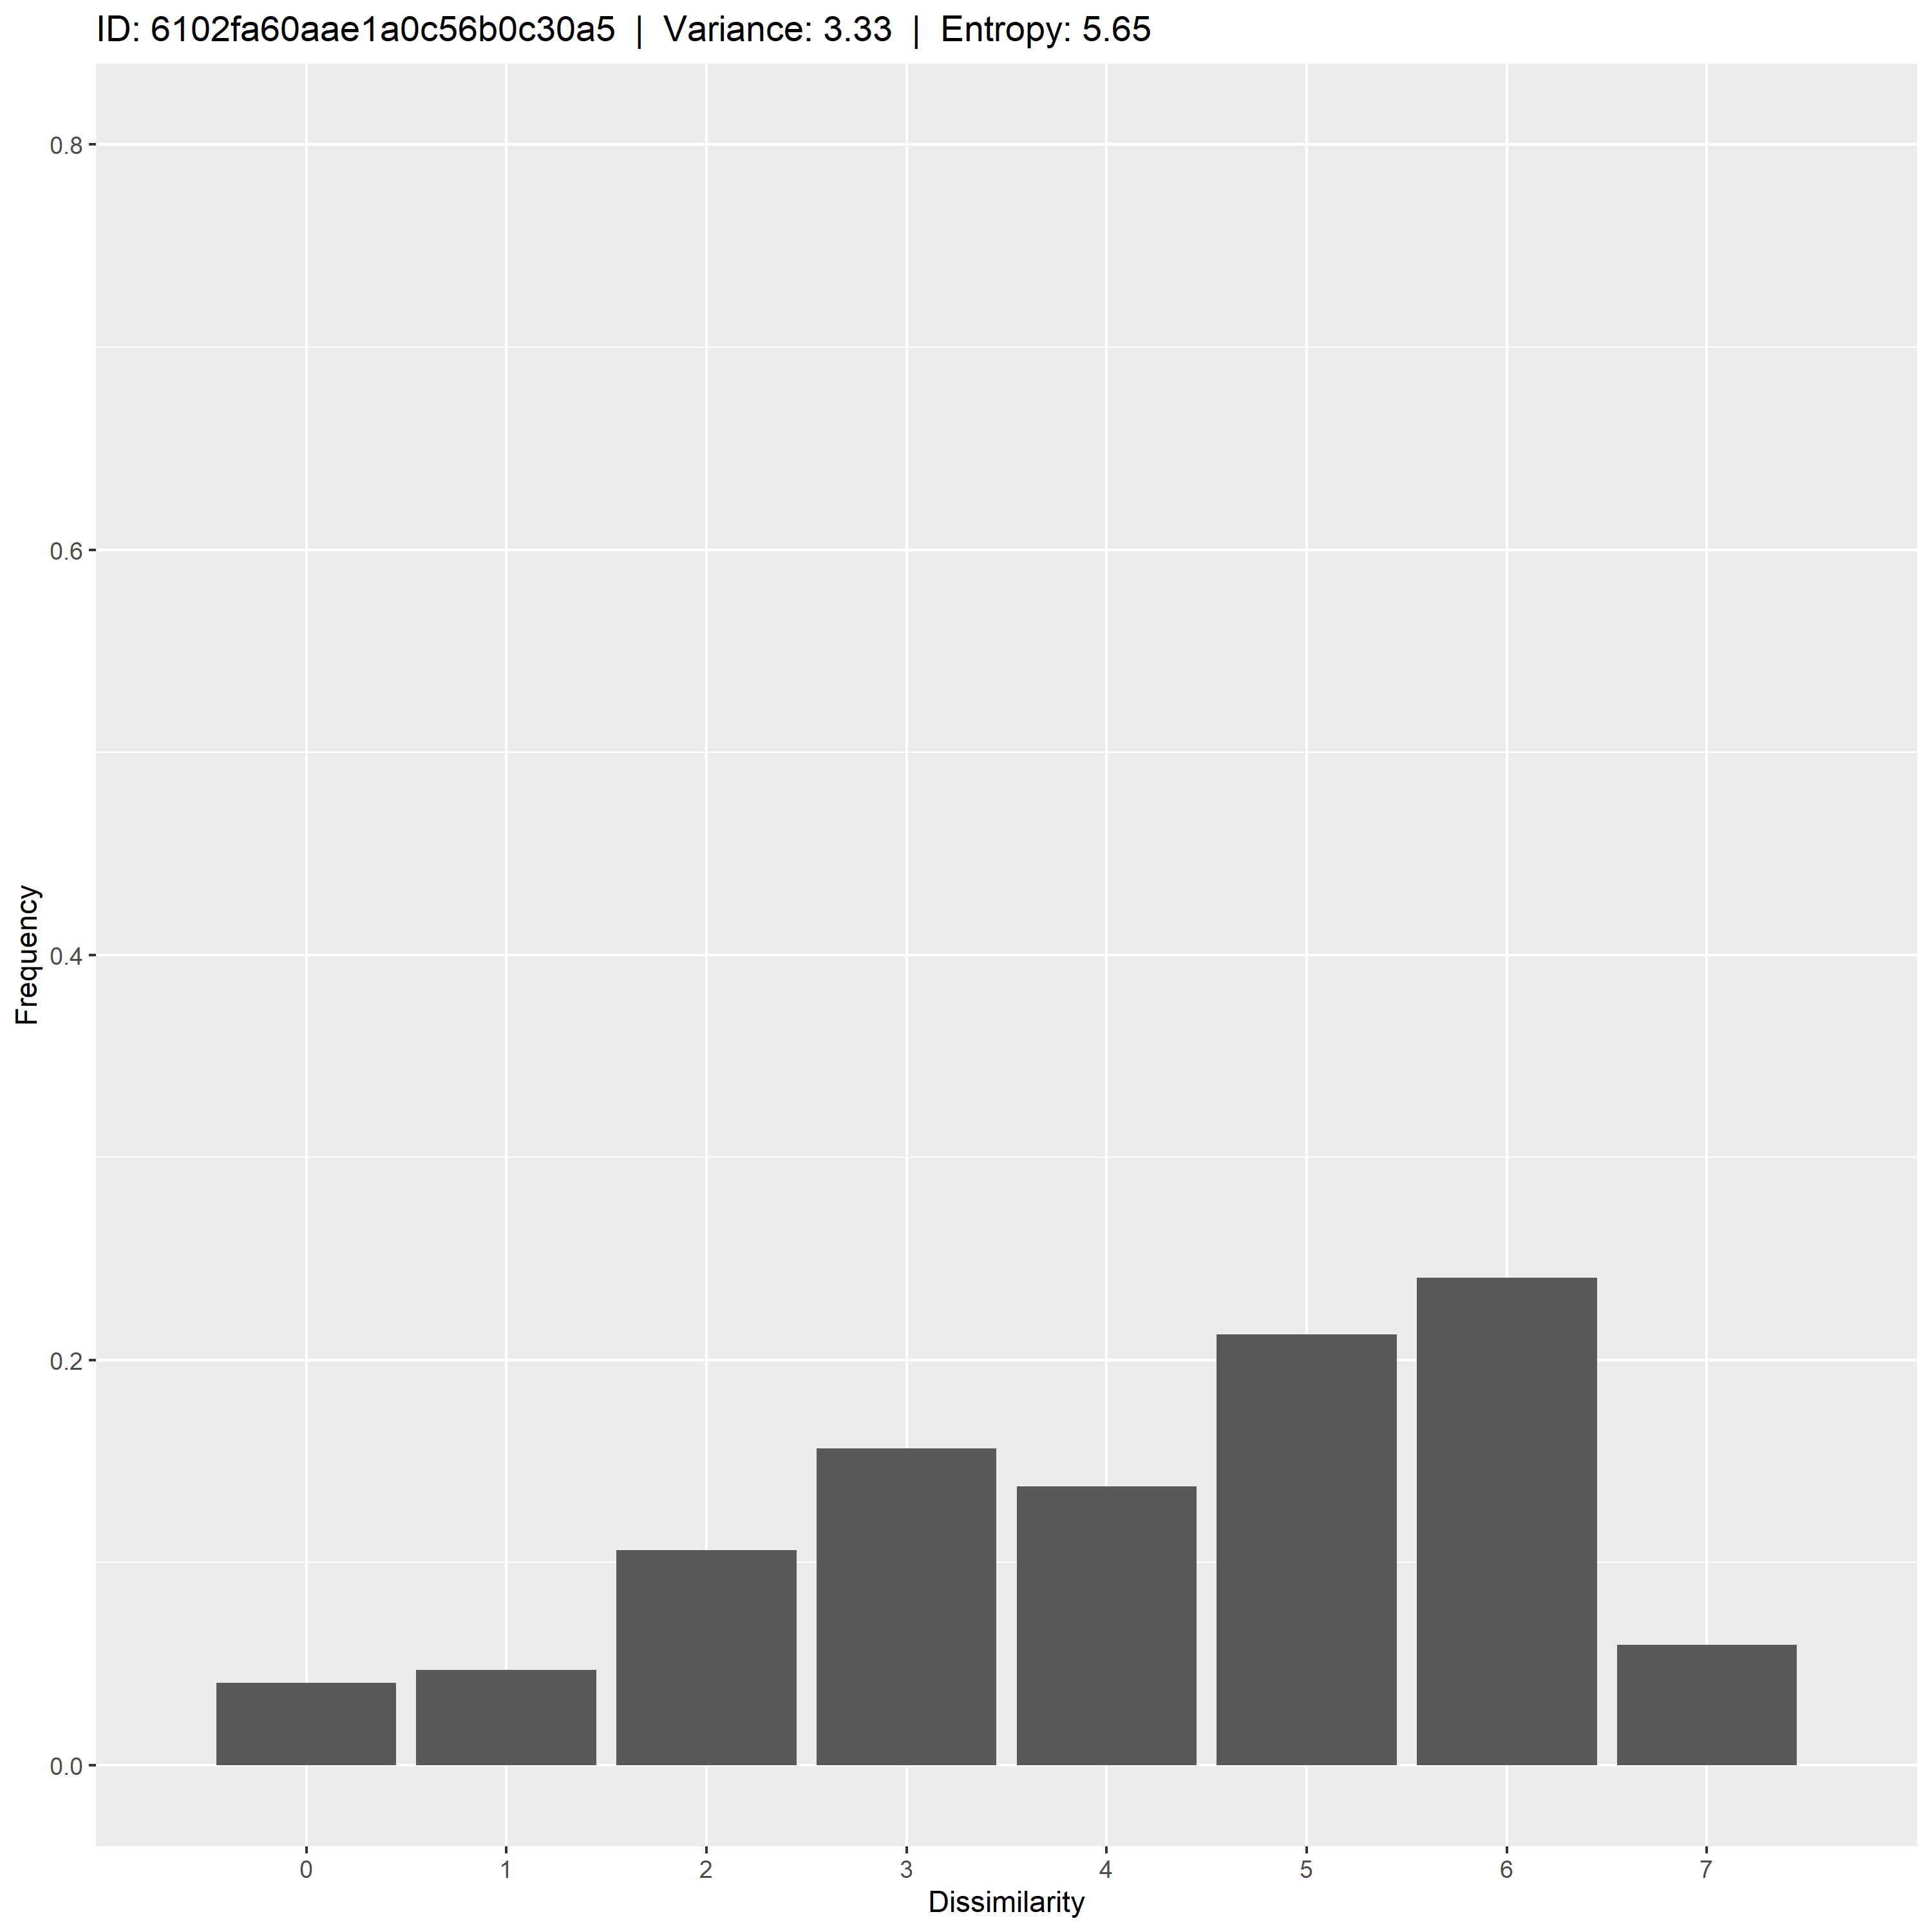 ID: 6102fa60aae1a0c56b0c30a5 | Variance: 3.33 | Entropy: 5.65
0.8
0.6
0.4
0.2
0.0
Frequency
0 1 2 3 4 5 6 7
Dissimilarity